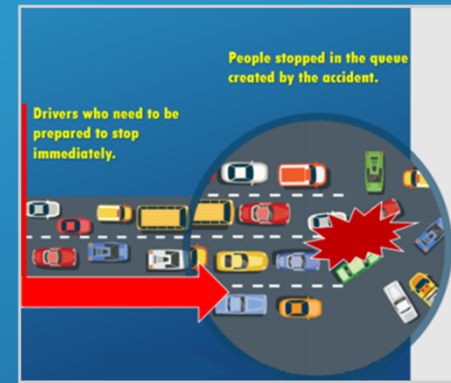 People stopped in the queue
created by the accident.
Drivers who need to be
prepared to stop
immediately.